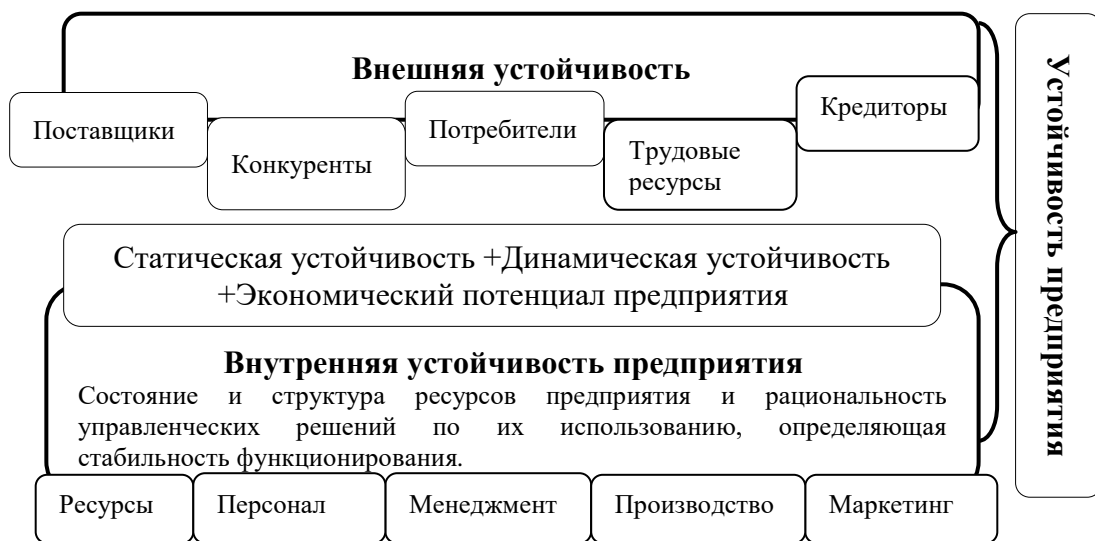 Внешняя устойчивость
Поставщики
Конкуренты
Потребители
Трудовые
ресурсы
Кредиторы
Статическая устойчивость +Динамическая устойчивость
+Экономический потенциал предприятия
Внутренняя устойчивость предприятия
Состояние и структура ресурсов предприятия и рациональность
управленческих решений по их использованию, определяющая
стабильность функционирования.
Ресурсы
Персонал
Менеджмент
Производство
Маркетинг
Устойчивость предприятия